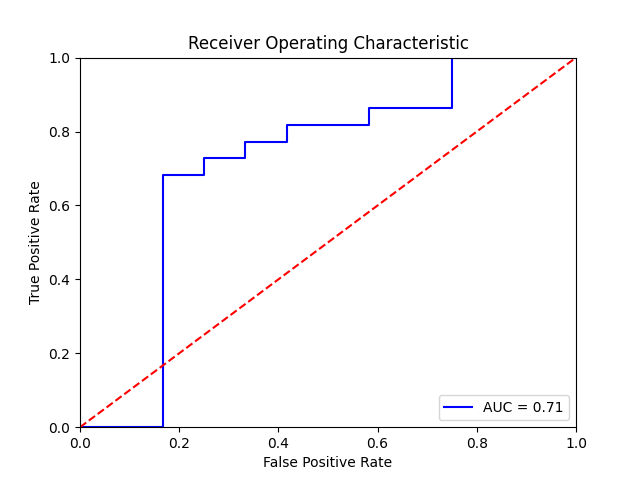 Receiver Operating Characteristic
True Positive Rate
1.0
0.8
0.6
0.4
0.2
0.0
AUC = 0.71
0.0 0.2 0.4 0.6 0.8 1.0
False Positive Rate